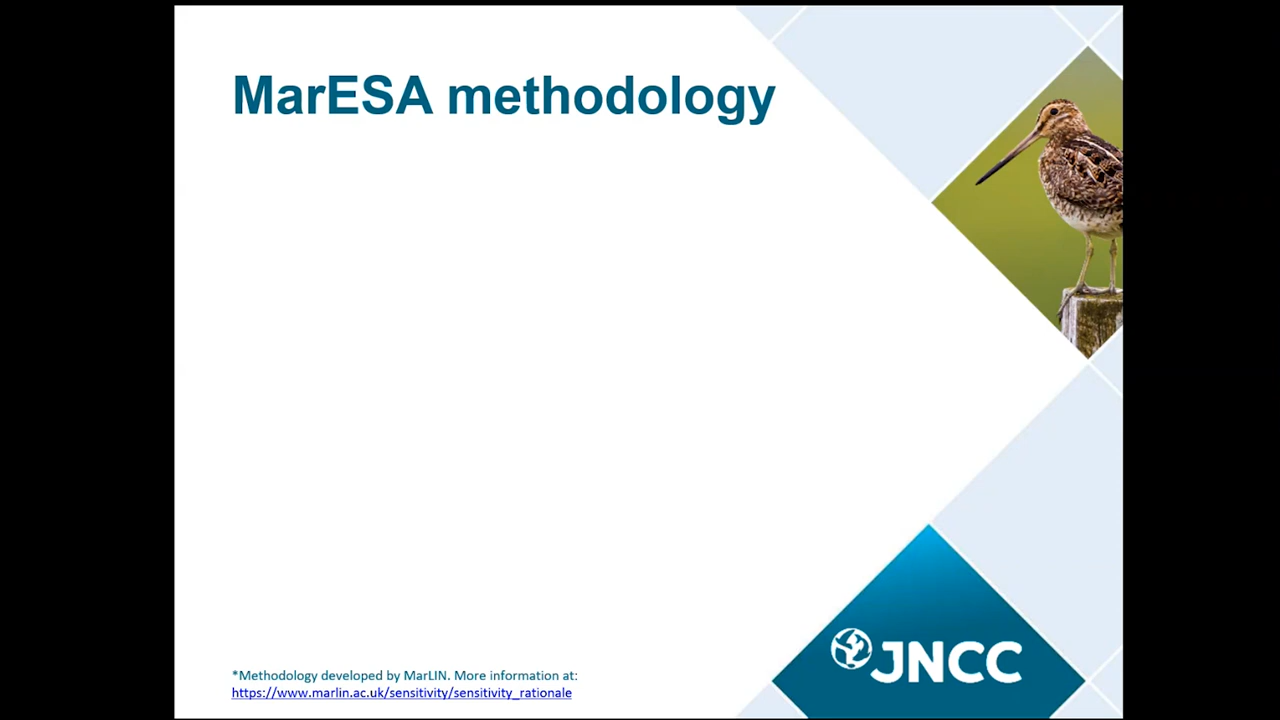 MarESA methodology
JNCC
*Methodology developed by MarLIN. More information at:
https://www.marlin.ac.uk/sensitivity/sensitivity_rationale